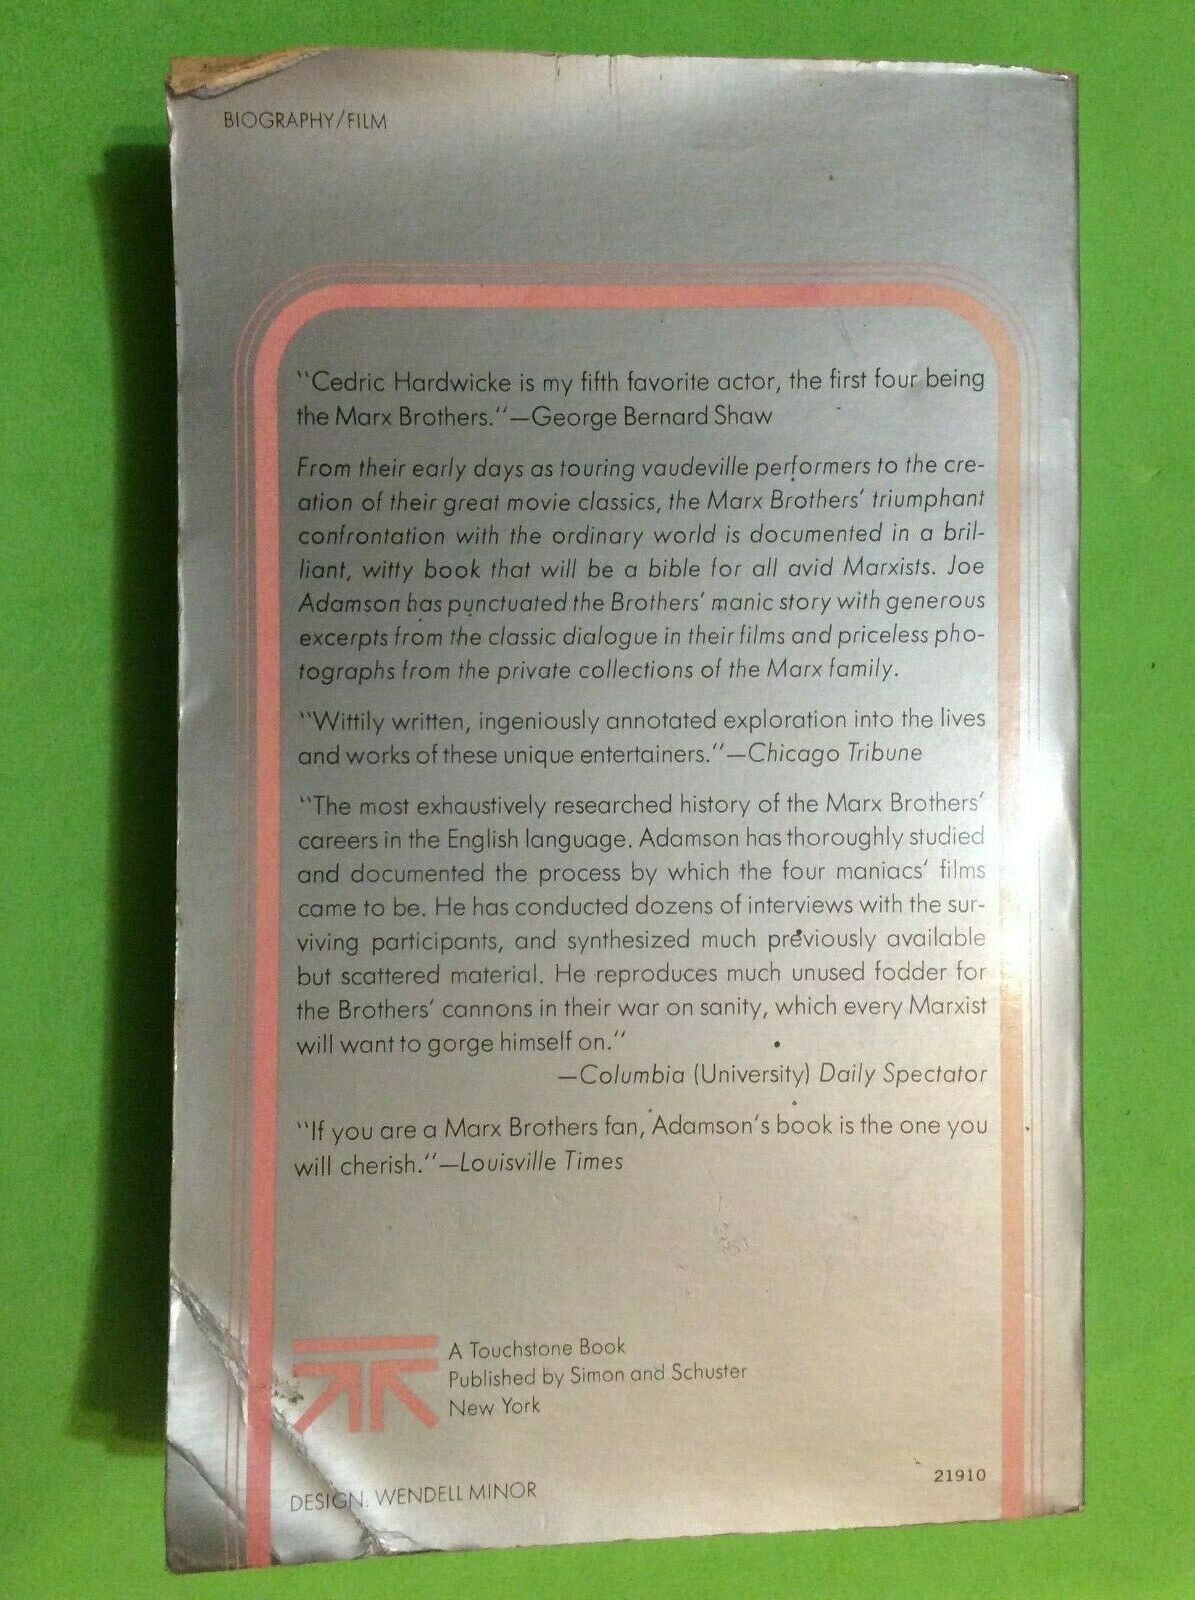 BIOGRAPHY/FILM
"Cedric Hardwicke is my fifth favorite actor, the first four being
the Marx Brothers."—George Bernard Shaw
From their early days as touring vaudeville performers to the cre-
ation of their great movie classics, the Marx Brothers' triumphant
confrontation with the ordinary world is documented in a bril-
liant, witty book that will be a bible for all avid Marxists. Joe
Adamson has punctuated the Brothers' manic story with generous
excerpts from the classic dialogue in their films and priceless pho-
tographs from the private collections of the Marx family.
"Wittily written, ingeniously annotated exploration into the lives
and works of these unique entertainers."—Chicago Tribune
"The most exhaustively researched history of the Marx Brothers'
careers in the English language. Adamson has thoroughly studied
and documented the process by which the four maniacs' films
came to be. He has conducted dozens of interviews with the sur-
viving participants, and synthesized much previously available
but scattered material. He reproduces much unused fodder for
the Brothers' cannons in their war on sanity, which every Marxist
will want to gorge himself on."
—Columbia (University) Daily Spectator
"If you are a Marx Brothers fan, Adamson's book is the one you
will cherish."—Louisville Times
A Touchstone Book
Published by Simon and Schuster
New York
21910
DESIGN. WENDELL MINOR